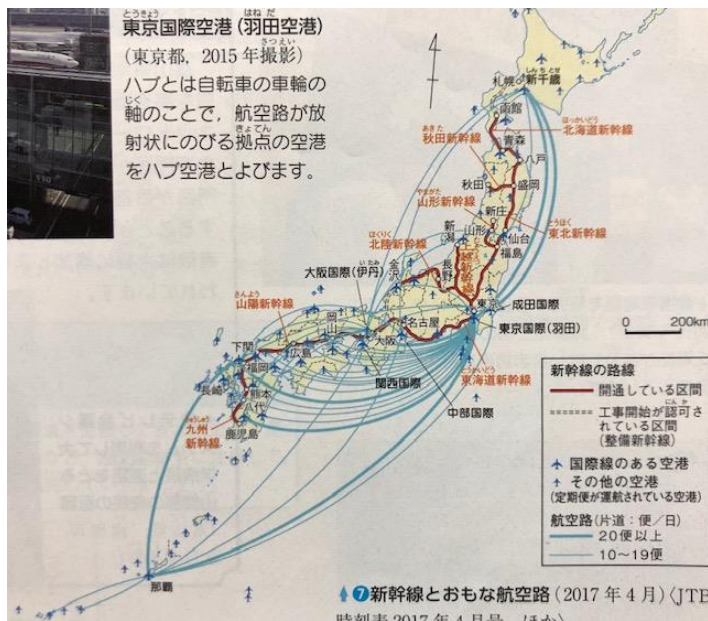 東京国際空港(羽田空港)
(東京都,2015年撮影)
ハブとは自転車の車輪の
軸のことで,航空路が放
射状にのびる拠点の空港
をハブ空港とよびます。
札幌
新千歳
函館
北海道新幹線
青森
秋田新幹線
八戸
秋田
盛岡
山形新幹線
新庄
東北新幹線
山形
仙台
新潟
福島
北陸新幹線
金沢
長野
上越新幹線
大阪国際(伊丹)
山陽新幹線
岡山
名古屋
東京
成田国際
東京国際(羽田)
0 200km
下関
福岡
広島
大阪
東海道新幹線
関西国際
長崎
熊本
八代
中部国際
九州
新幹線
鹿児島
那覇
新幹線の路線
開通している区間
工事開始が認可さ
れている区間
(整備新幹線)
国際線のある空港
その他の空港
(定期便が運航されている空港)
航空路(片道:便/日)
20便以上
10〜19便
⑦新幹線とおもな航空路(2017年4月)〈JTB
時刻表2017年4月号,ほか〉